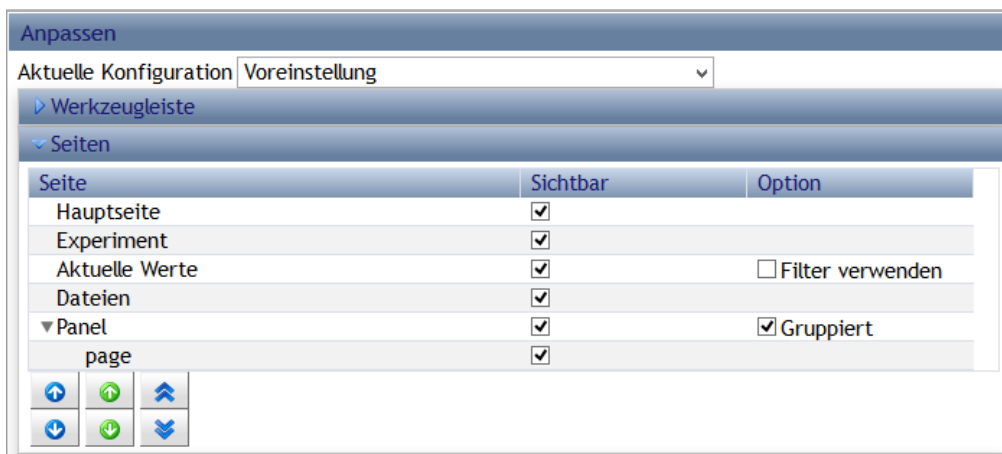 Anpassen
Aktuelle Konfiguration Voreinstellung
Werkzeugleiste
Seiten
Seite Sichtbar Option
Hauptseite
Experiment
Aktuelle Werte Filter verwenden
Dateien
Panel Gruppiert
page